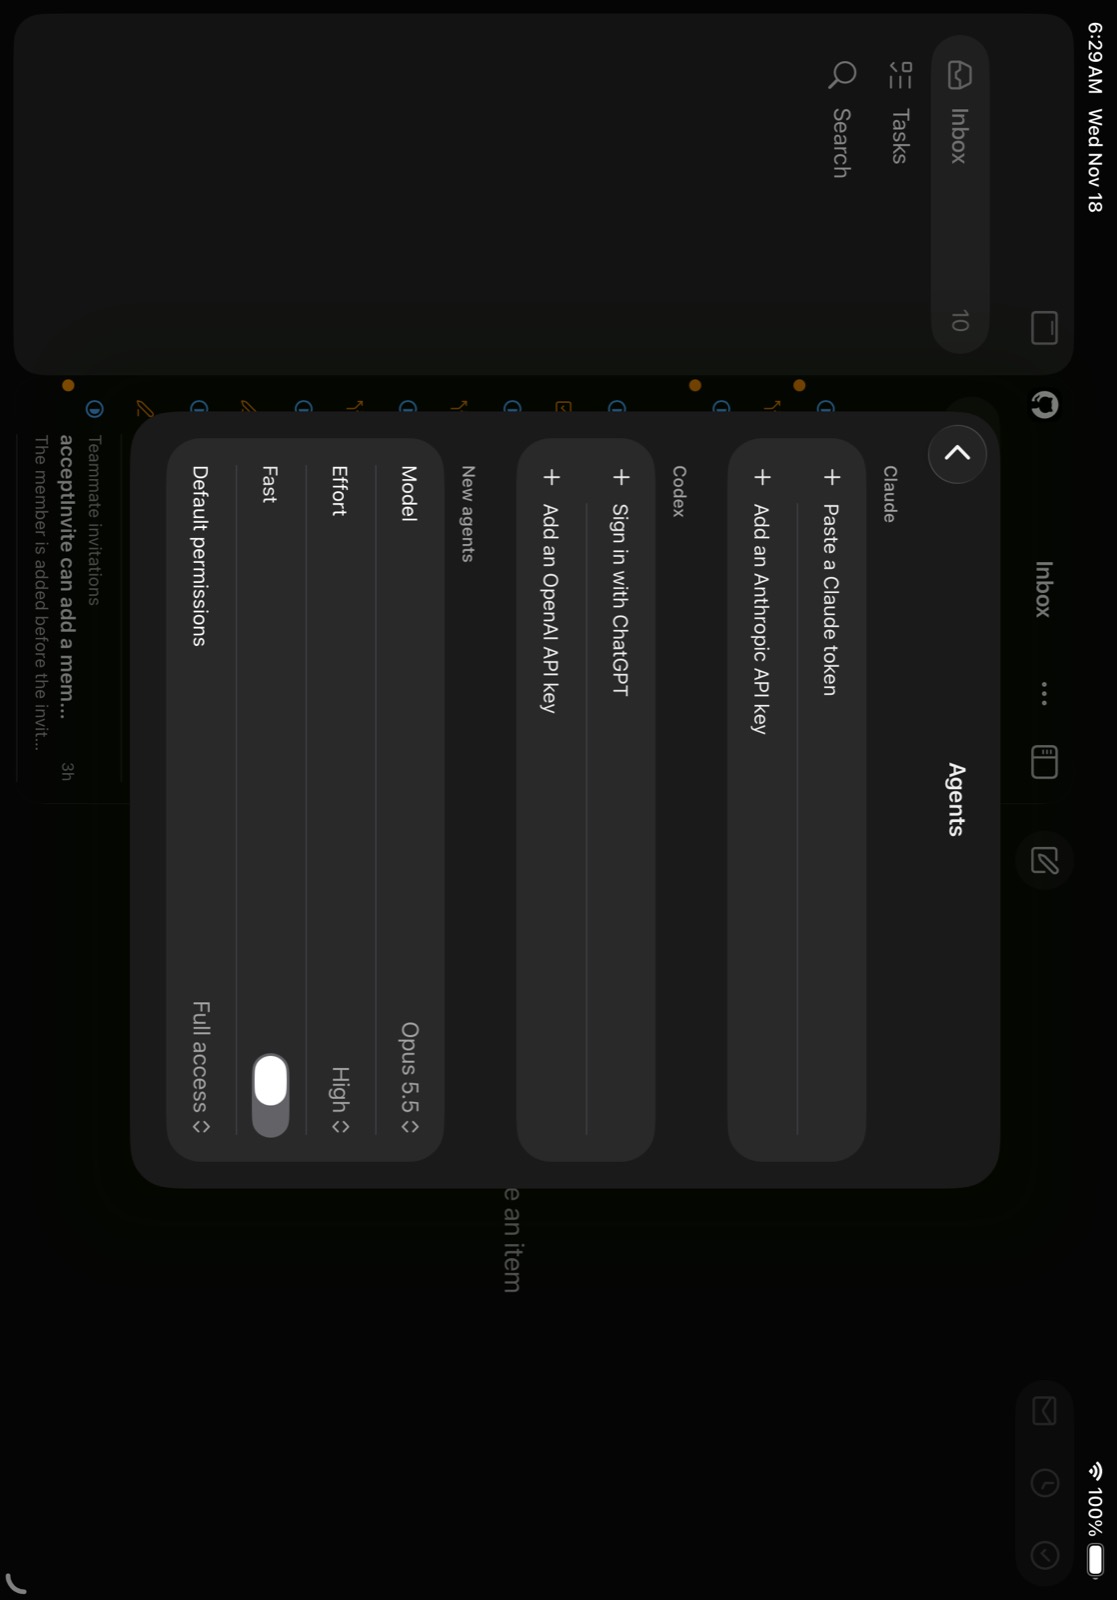 6:29 AM Wed Nov 18
100%
Inbox
Inbox 10
Tasks
Search
Agents
Claude
Paste a Claude token
Add an Anthropic API key
Codex
Sign in with ChatGPT
Add an OpenAI API key
New agents
Model Opus 5.5
Effort High
Fast
Default permissions Full access
e an item
Teammate invitations
acceptInvite can add a mem... 3h
The member is added before the invit...